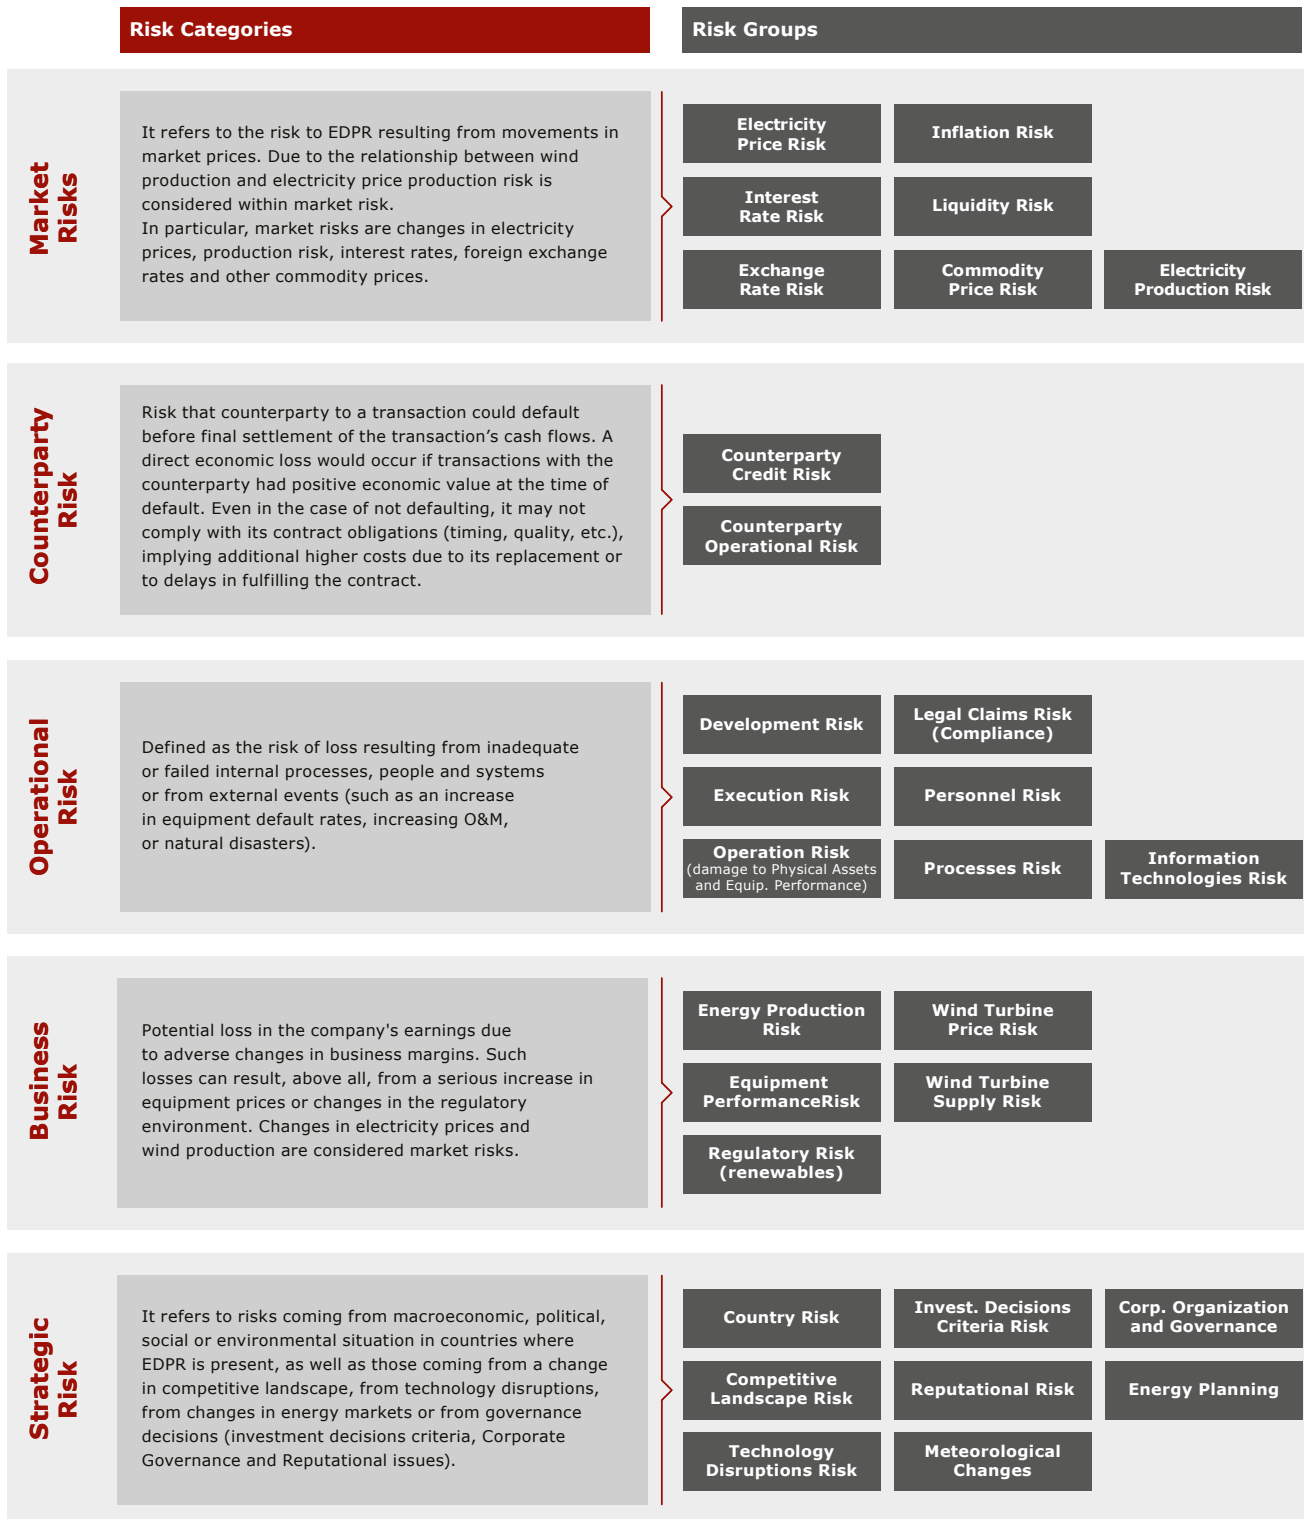 Risk Categories
Risk Groups
Market
Risks
It refers to the risk to EDPR resulting from movements in
market prices. Due to the relationship between wind
production and electricity price production risk is
considered within market risk.
In particular, market risks are changes in electricity
prices, production risk, interest rates, foreign exchange
rates and other commodity prices.
Electricity
Price Risk
Inflation Risk
Interest
Rate Risk
Liquidity Risk
Exchange
Rate Risk
Commodity
Price Risk
Electricity
Production Risk
Counterparty
Risk
Risk that counterparty to a transaction could default
before final settlement of the transaction’s cash flows. A
direct economic loss would occur if transactions with the
counterparty had positive economic value at the time of
default. Even in the case of not defaulting, it may not
comply with its contract obligations (timing, quality, etc.),
implying additional higher costs due to its replacement or
to delays in fulfilling the contract.
Counterparty
Credit Risk
Counterparty
Operational Risk
Operational
Risk
Defined as the risk of loss resulting from inadequate
or failed internal processes, people and systems
or from external events (such as an increase
in equipment default rates, increasing O&M,
or natural disasters).
Development Risk
Legal Claims Risk
(Compliance)
Execution Risk
Personnel Risk
Operation Risk
(damage to Physical Assets
and Equip. Performance)
Processes Risk
Information
Technologies Risk
Business
Risk
Potential loss in the company's earnings due
to adverse changes in business margins. Such
losses can result, above all, from a serious increase in
equipment prices or changes in the regulatory
environment. Changes in electricity prices and
wind production are considered market risks.
Energy Production
Risk
Wind Turbine
Price Risk
Equipment
PerformanceRisk
Wind Turbine
Supply Risk
Regulatory Risk
(renewables)
Strategic
Risk
It refers to risks coming from macroeconomic, political,
social or environmental situation in countries where
EDPR is present, as well as those coming from a change
in competitive landscape, from technology disruptions,
from changes in energy markets or from governance
decisions (investment decisions criteria, Corporate
Governance and Reputational issues).
Country Risk
Invest. Decisions
Criteria Risk
Corp. Organization
and Governance
Competitive
Landscape Risk
Reputational Risk
Energy Planning
Technology
Disruptions Risk
Meteorological
Changes